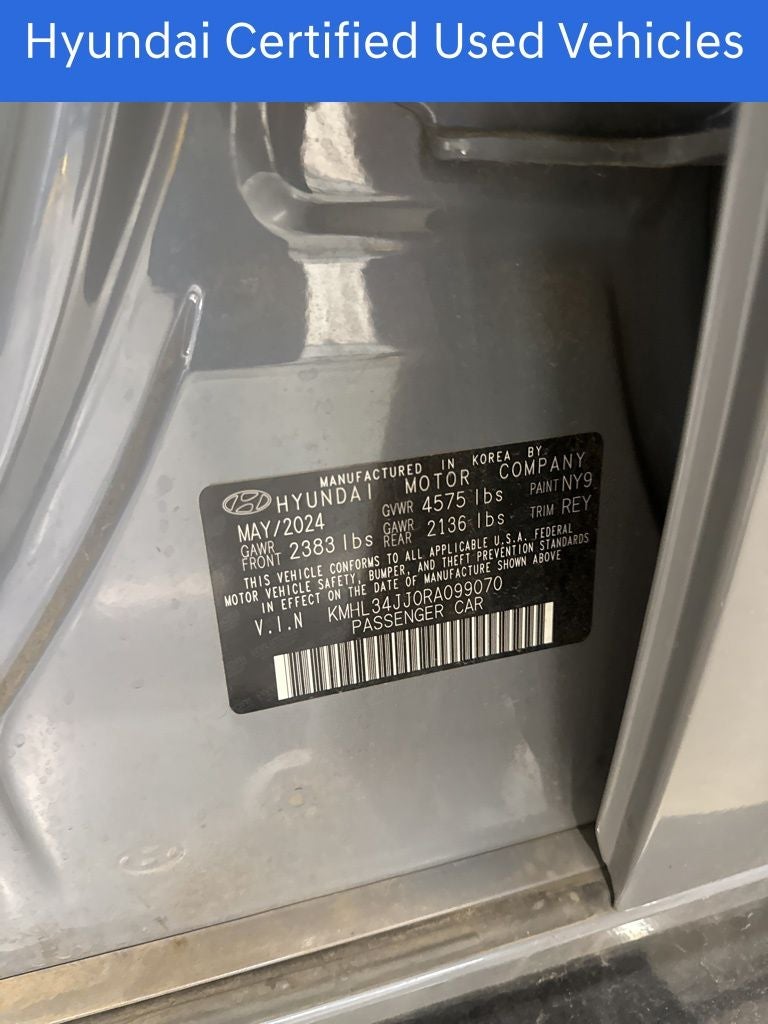 Hyundai Certified Used Vehicles
MANUFACTURED IN KOREA BY
HYUNDAI MOTOR COMPANY
MAY/2024 GVWR 4575 lbs PAINT NY9
GAWR FRONT 2383 lbs GAWR REAR 2136 lbs TRIM REY
THIS VEHICLE CONFORMS TO ALL APPLICABLE U.S.A. FEDERAL
MOTOR VEHICLE SAFETY, BUMPER, AND THEFT PREVENTION STANDARDS
IN EFFECT ON THE DATE OF MANUFACTURE SHOWN ABOVE
V.I.N KMHL34JJ0RA099070
PASSENGER CAR